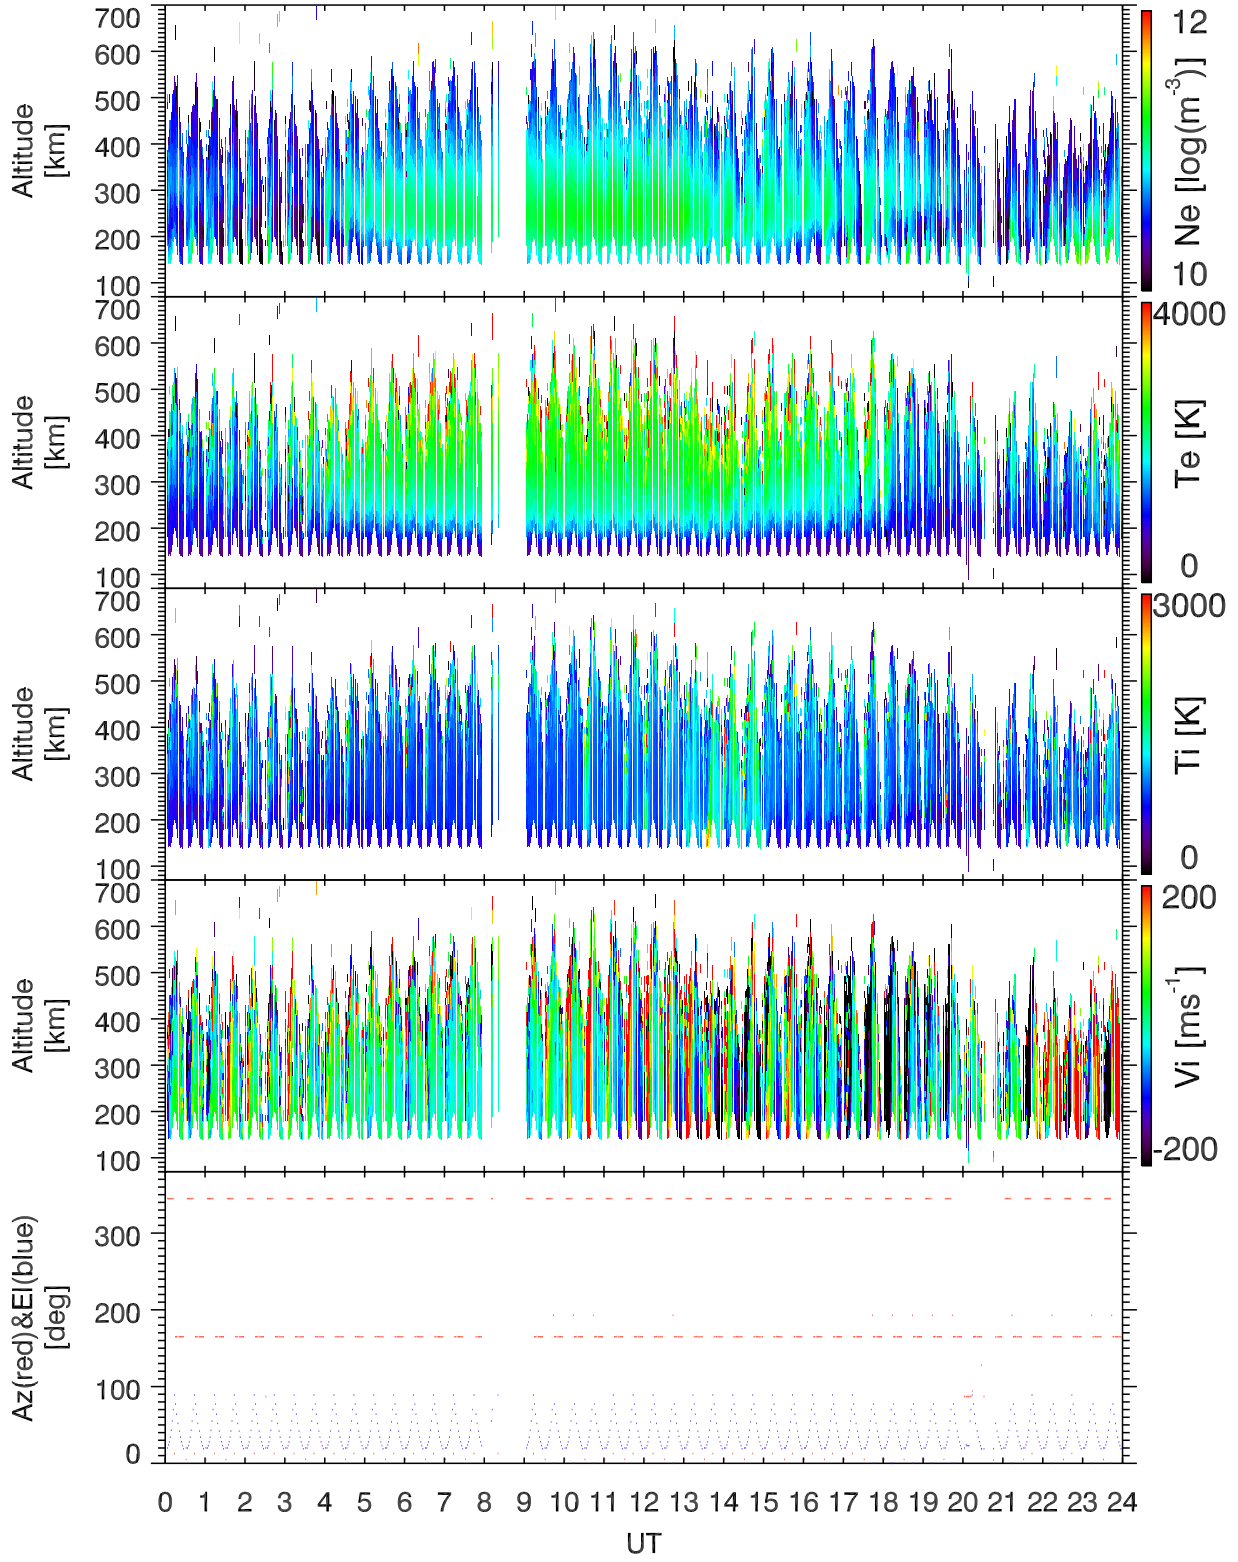 700
600
500
400
300
200
100
Altitude
[km]
12
Ne [log(m⁻³)]
10
700
600
500
400
300
200
100
Altitude
[km]
4000
Te [K]
0
700
600
500
400
300
200
100
Altitude
[km]
3000
Ti [K]
0
700
600
500
400
300
200
100
Altitude
[km]
200
Vi [ms⁻¹]
-200
300
200
100
0
Az(red)&El(blue)
[deg]
0 1 2 3 4 5 6 7 8 9 10 11 12 13 14 15 16 17 18 19 20 21 22 23 24
UT